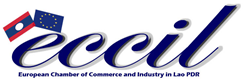 eccil
European Chamber of Commerce and Industry in Lao PDR